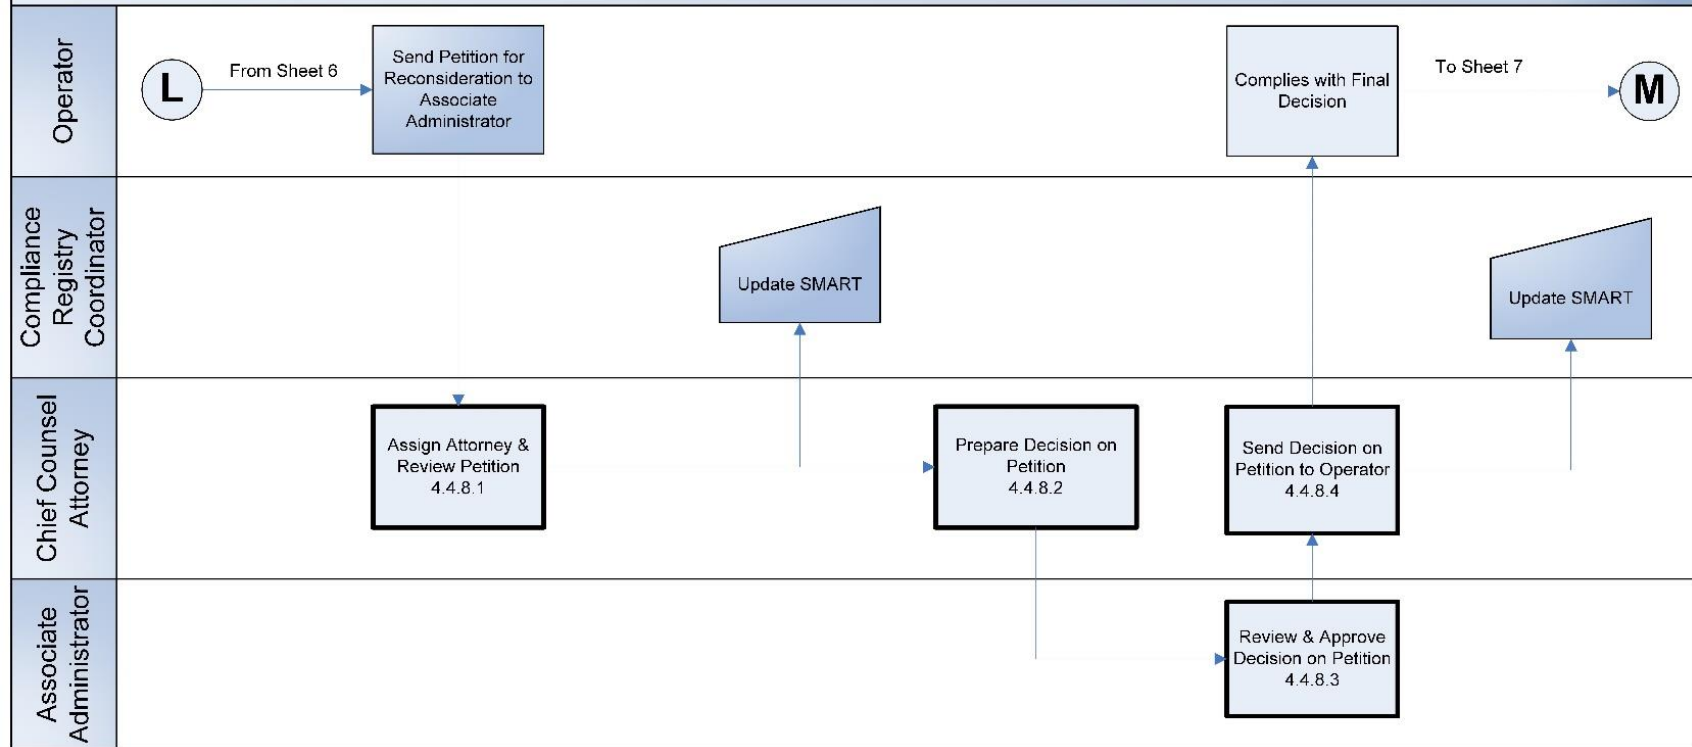 Operator
L
From Sheet 6
Send Petition for
Reconsideration to
Associate
Administrator
Complies with Final
Decision
To Sheet 7
M
Compliance
Registry
Coordinator
Update SMART
Update SMART
Chief Counsel
Attorney
Assign Attorney &
Review Petition
4.4.8.1
Prepare Decision on
Petition
4.4.8.2
Send Decision on
Petition to Operator
4.4.8.4
Associate
Administrator
Review & Approve
Decision on Petition
4.4.8.3